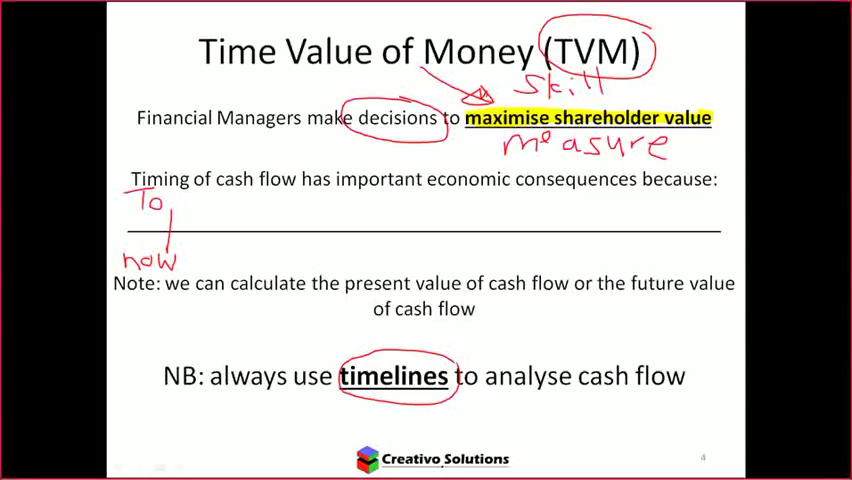 Time Value of Money (TVM)
skill
Financial Managers make decisions to maximise shareholder value
measure
Timing of cash flow has important economic consequences because:
To
now
Note: we can calculate the present value of cash flow or the future value
of cash flow
NB: always use timelines to analyse cash flow
Creativo Solutions
4